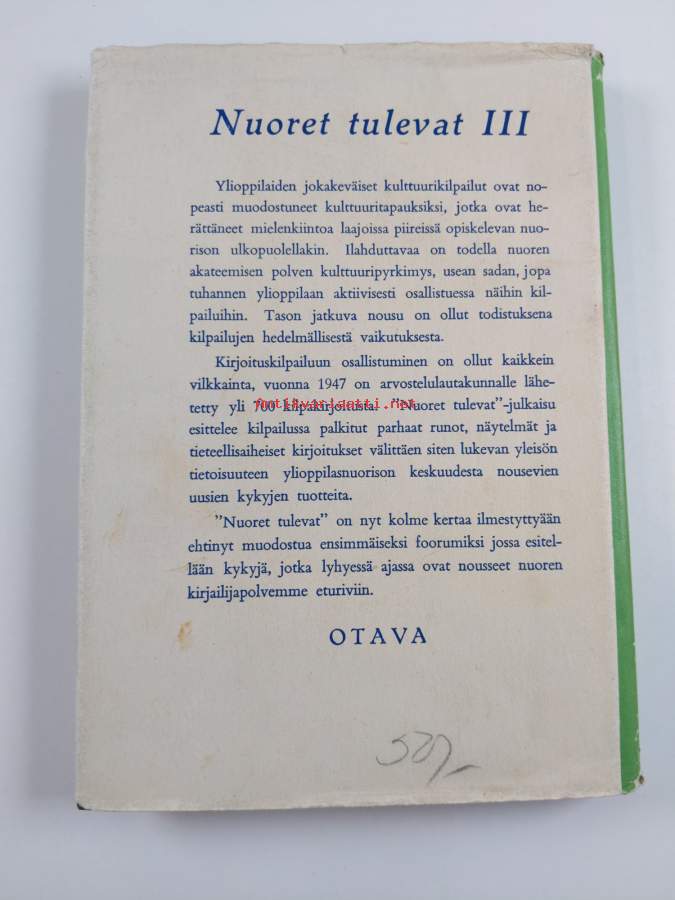 Nuoret tulevat III
Ylioppilaiden jokakeväiset kulttuurikilpailut ovat no-
peasti muodostuneet kulttuuritapauksiksi, jotka ovat he-
rättäneet mielenkiintoa laajoissa piireissä opiskelevan nuo-
rison ulkopuolellakin. Ilahduttavaa on todella nuoren
akateemisen polven kulttuuripyrkimys, usean sadan, jopa
tuhannen ylioppilaan aktiivisesti osallistuessa näihin kil-
pailuihin. Tason jatkuva nousu on ollut todistuksena
kilpailujen hedelmällisestä vaikutuksesta.
Kirjoituskilpailuun osallistuminen on ollut kaikkein
vilkkainta, vuonna 1947 on arvostelulautakunnalle lähe-
tetty yli 700 kilpakirjoitusta. "Nuoret tulevat"-julkaisu
antikvariaatti.net
esittelee kilpailussa palkitut parhaat runot, näytelmät ja
tieteellisaiheiset kirjoitukset välittäen siten lukevan yleisön
tietoisuuteen ylioppilasnuorison keskuudesta nousevien
uusien kykyjen tuotteita.
"Nuoret tulevat" on nyt kolme kertaa ilmestyttyään
ehtinyt muodostua ensimmäiseksi foorumiksi jossa esitel-
lään kykyjä, jotka lyhyessä ajassa ovat nousseet nuoren
kirjailijapolvemme eturiviin.
OTAVA